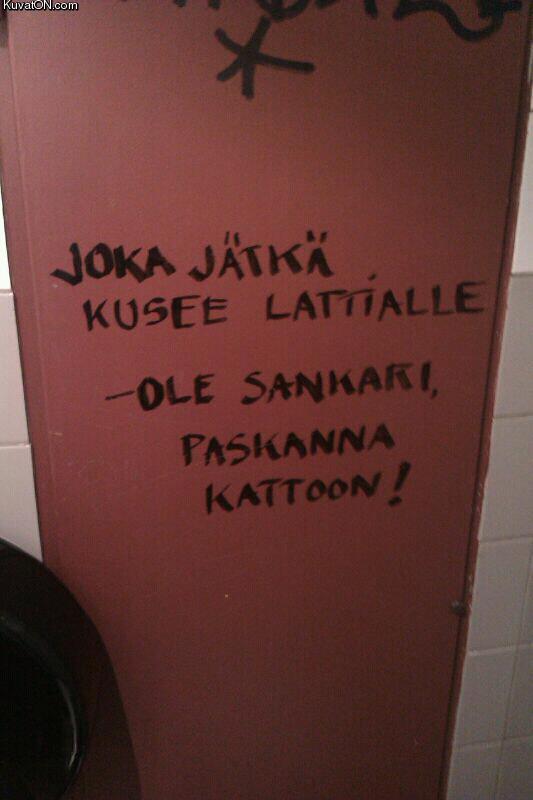 KuvatON.com
JOKA JÄTKÄ
KUSEE LATTIALLE
—OLE SANKARI,
PASKANNA
KATTOON!